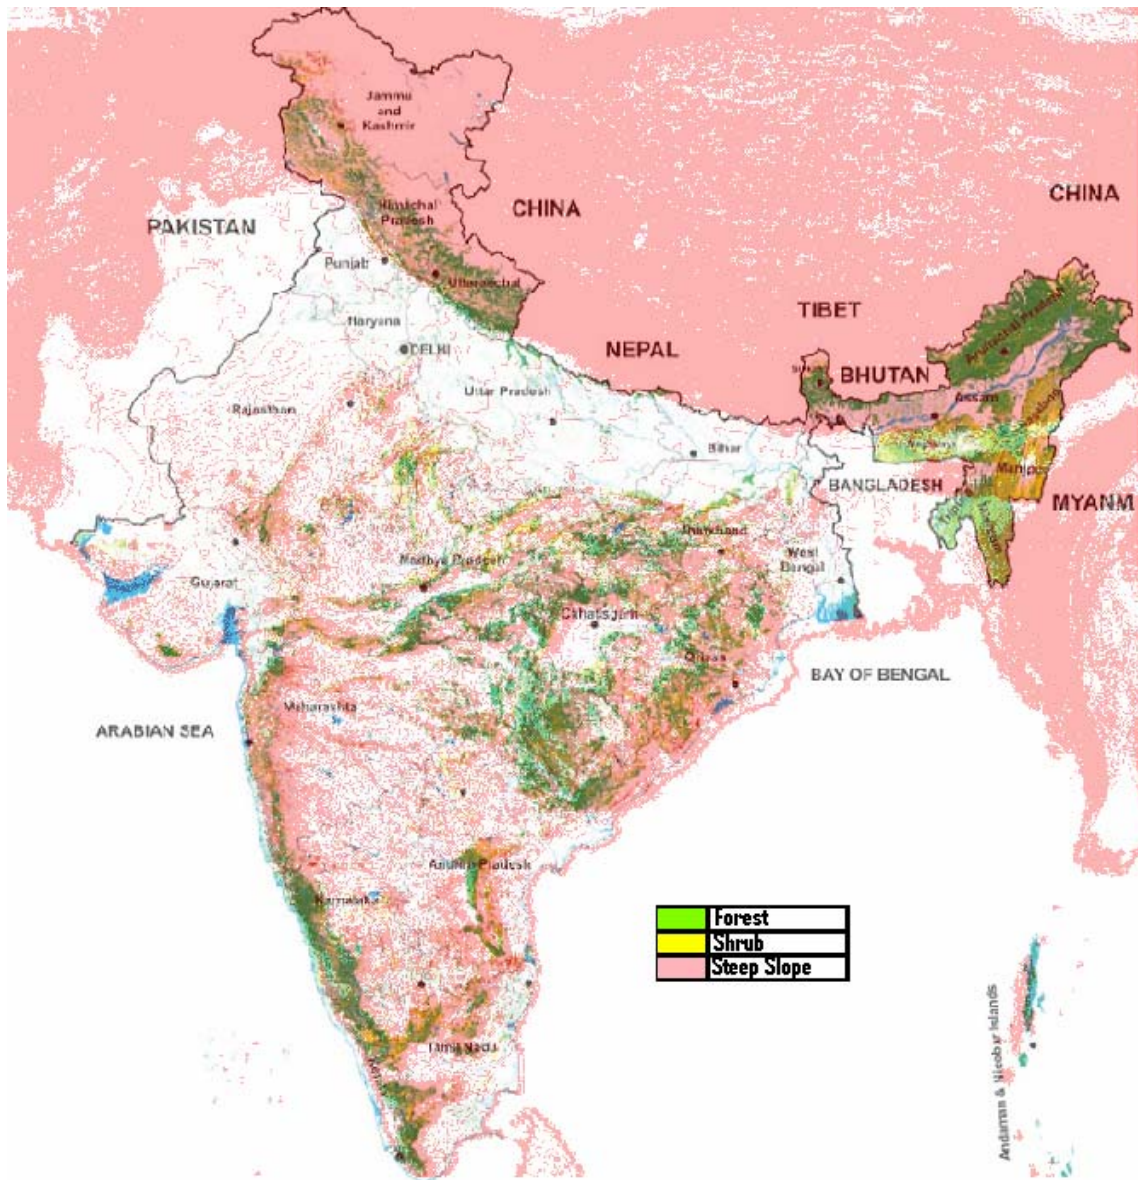 Jammu
and
Kashmir
CHINA
CHINA
Himachal
Pradesh
PAKISTAN
Punjab
Uttaranchal
TIBET
Arunachal Pradesh
Haryana
DELHI
NEPAL
BHUTAN
Uttar Pradesh
Assam
Rajasthan
Bihar
Manipur
BANGLADESH
MYANM
Jharkhand
West
Bengal
Madhya Pradesh
Gujarat
Chhatisgarh
Orissa
BAY OF BENGAL
Maharashtra
ARABIAN SEA
Andhra Pradesh
Karnataka
Forest
Shrub
Steep Slope
Tamil Nadu
Kerala
Andaman & Nicobar Islands